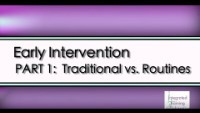 Early Intervention
PART 1: Traditional vs. Routines